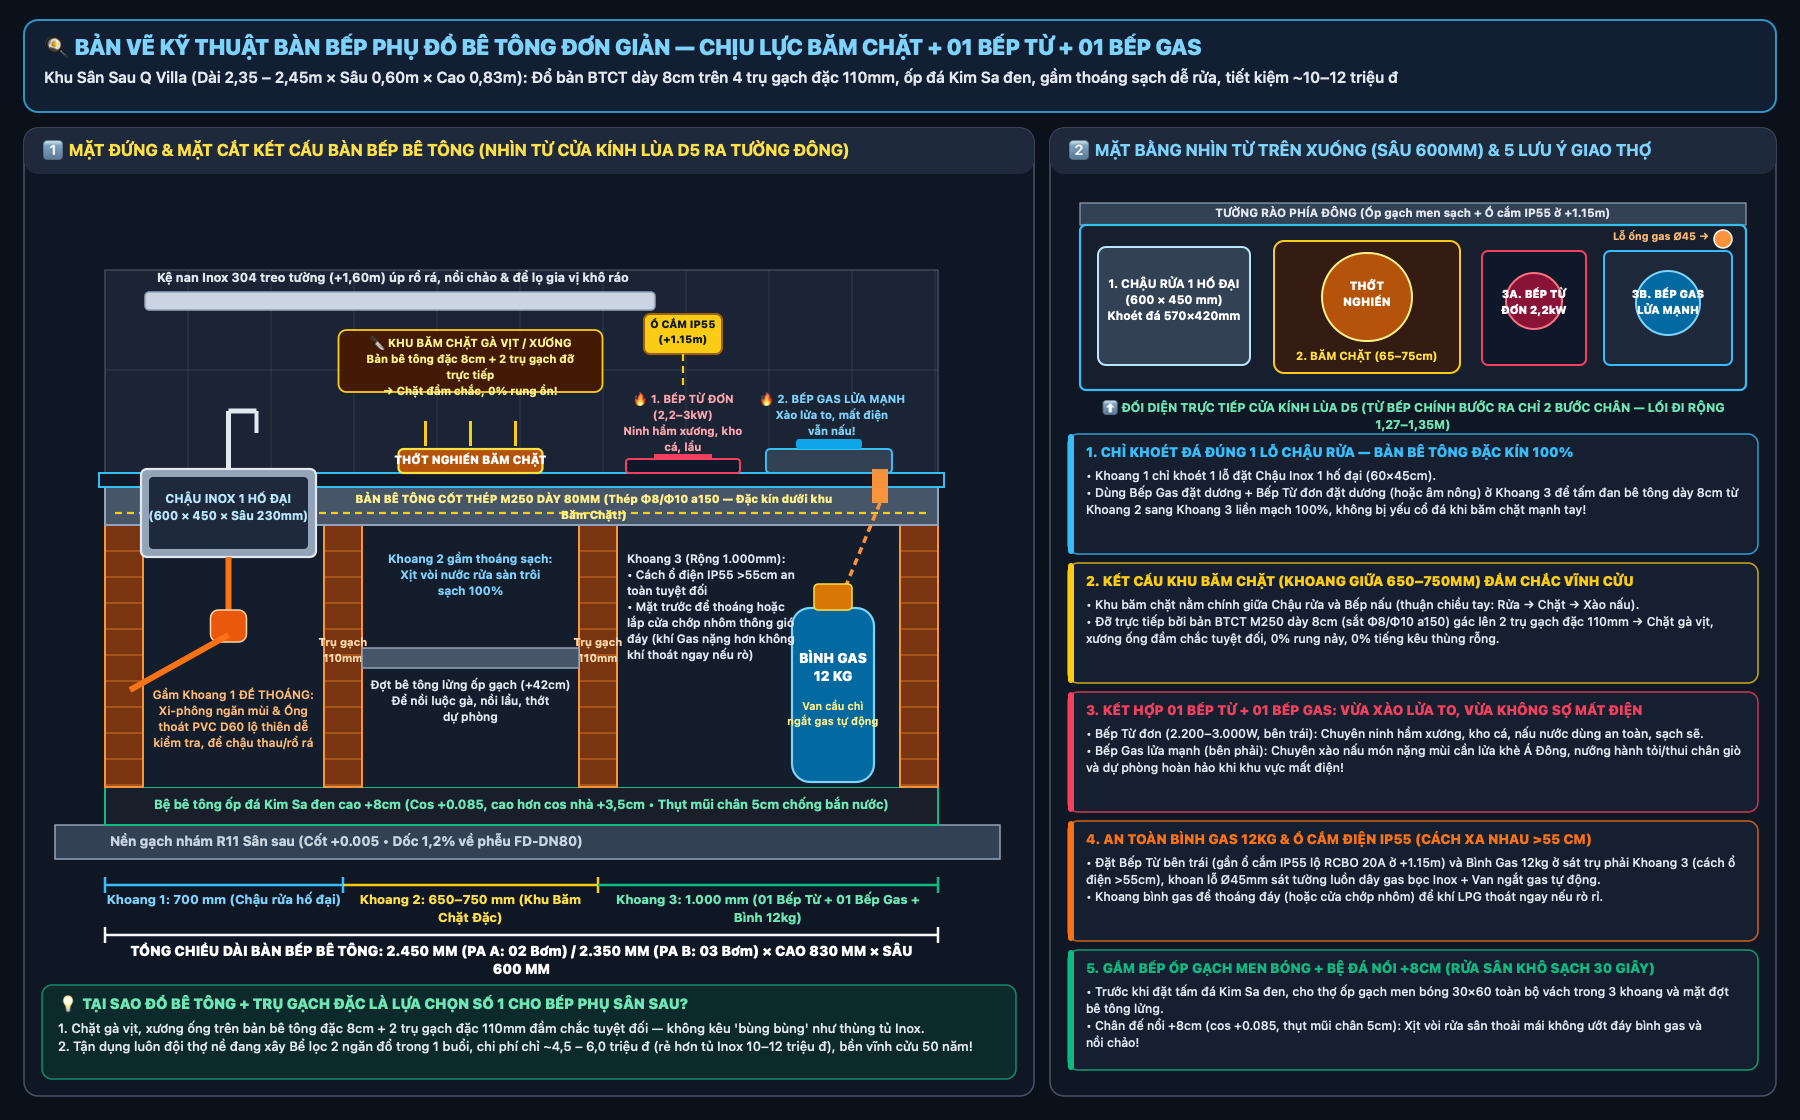 🍳 BẢN VẼ KỸ THUẬT BÀN BẾP PHỤ ĐỔ BÊ TÔNG ĐƠN GIẢN — CHỊU LỰC BĂM CHẶT + 01 BẾP TỪ + 01 BẾP GAS
Khu Sân Sau Q Villa (Dài 2,35 – 2,45m × Sâu 0,60m × Cao 0,83m): Đổ bản BTCT dày 8cm trên 4 trụ gạch đặc 110mm, ốp đá Kim Sa đen, gầm thoáng sạch dễ rửa, tiết kiệm ~10–12 triệu đ
1️⃣ MẶT ĐỨNG & MẶT CẮT KẾT CẤU BÀN BẾP BÊ TÔNG (NHÌN TỪ CỬA KÍNH LÙA D5 RA TƯỜNG ĐÔNG)
Kệ nan Inox 304 treo tường (+1,60m) úp rổ rá, nồi chảo & để lọ gia vị khô ráo
Ổ CẮM IP55
(+1.15m)
🔪 KHU BĂM CHẶT GÀ VỊT / XƯƠNG
Bản bê tông đặc 8cm + 2 trụ gạch đỡ
trực tiếp
→ Chặt đầm chắc, 0% rung ồn!
🔥 1. BẾP TỪ ĐƠN
(2,2–3kW)
Ninh hầm xương, kho
cá, lẩu
🔥 2. BẾP GAS LỬA MẠNH
Xào lửa to, mất điện
vẫn nấu!
THỚT NGHIẾN BĂM CHẶT
CHẬU INOX 1 HỐ ĐẠI
(600 × 450 × Sâu 230mm)
BẢN BÊ TÔNG CỐT THÉP M250 DÀY 80MM (Thép Φ8/Φ10 a150 — Đặc kín dưới khu
Băm Chặt!)
Khoang 2 gầm thoáng sạch:
Xịt vòi nước rửa sàn trôi
sạch 100%
Khoang 3 (Rộng 1.000mm):
• Cách ổ điện IP55 >55cm an
toàn tuyệt đối
• Mặt trước để thoáng hoặc
lắp cửa chớp nhôm thông gió
đáy (khí Gas nặng hơn không
khí thoát ngay nếu rò)
Trụ gạch
110mm
Trụ gạch
110mm
BÌNH GAS
12 KG
Van cầu chì
ngắt gas tự động
Đợt bê tông lửng ốp gạch (+42cm)
Để nồi luộc gà, nồi lẩu, thớt
dự phòng
Gầm Khoang 1 ĐỂ THOÁNG:
Xi-phông ngăn mùi & Ống
thoát PVC D60 lộ thiên dễ
kiểm tra, để chậu thau/rổ rá
Bệ bê tông ốp đá Kim Sa đen cao +8cm (Cos +0.085, cao hơn cos nhà +3,5cm • Thụt mũi chân 5cm chống bắn nước)
Nền gạch nhám R11 Sân sau (Cốt +0.005 • Dốc 1,2% về phễu FD-DN80)
Khoang 1: 700 mm (Chậu rửa hố đại)
Khoang 2: 650–750 mm (Khu Băm
Chặt Đặc)
Khoang 3: 1.000 mm (01 Bếp Từ + 01 Bếp Gas +
Bình 12kg)
TỔNG CHIỀU DÀI BÀN BẾP BÊ TÔNG: 2.450 MM (PA A: 02 Bơm) / 2.350 MM (PA B: 03 Bơm) × CAO 830 MM × SÂU
600 MM
💡 TẠI SAO ĐỔ BÊ TÔNG + TRỤ GẠCH ĐẶC LÀ LỰA CHỌN SỐ 1 CHO BẾP PHỤ SÂN SAU?
1. Chặt gà vịt, xương ống trên bản bê tông đặc 8cm + 2 trụ gạch đặc 110mm đầm chắc tuyệt đối — không kêu 'bùng bùng' như thùng tủ Inox.
2. Tận dụng luôn đội thợ nề đang xây Bể lọc 2 ngăn đổ trong 1 buổi, chi phí chỉ ~4,5 – 6,0 triệu đ (rẻ hơn tủ Inox 10–12 triệu đ), bền vĩnh cửu 50 năm!
2️⃣ MẶT BẰNG NHÌN TỪ TRÊN XUỐNG (SÂU 600MM) & 5 LƯU Ý GIAO THỢ
TƯỜNG RÀO PHÍA ĐÔNG (Ốp gạch men sạch + Ổ cắm IP55 ở +1.15m)
Lỗ ống gas Ø45 →
1. CHẬU RỬA 1 HỐ ĐẠI
(600 × 450 mm)
Khoét đá 570×420mm
THỚT
NGHIẾN
2. BĂM CHẶT (65–75cm)
3A. BẾP TỪ
ĐƠN 2,2kW
3B. BẾP GAS
LỬA MẠNH
⬆️ ĐỐI DIỆN TRỰC TIẾP CỬA KÍNH LÙA D5 (TỪ BẾP CHÍNH BƯỚC RA CHỈ 2 BƯỚC CHÂN — LỐI ĐI RỘNG
1,27–1,35M)
1. CHỈ KHOÉT ĐÁ ĐÚNG 1 LỖ CHẬU RỬA — BẢN BÊ TÔNG ĐẶC KÍN 100%
• Khoang 1 chỉ khoét 1 lỗ đặt Chậu Inox 1 hố đại (60×45cm).
• Dùng Bếp Gas đặt dương + Bếp Từ đơn đặt dương (hoặc âm nông) ở Khoang 3 để tấm đan bê tông dày 8cm từ
Khoang 2 sang Khoang 3 liền mạch 100%, không bị yếu cổ đá khi băm chặt mạnh tay!
2. KẾT CẤU KHU BĂM CHẶT (KHOANG GIỮA 650–750MM) ĐẦM CHẮC VĨNH CỬU
• Khu băm chặt nằm chính giữa Chậu rửa và Bếp nấu (thuận chiều tay: Rửa → Chặt → Xào nấu).
• Đỡ trực tiếp bởi bản BTCT M250 dày 8cm (sắt Φ8/Φ10 a150) gác lên 2 trụ gạch đặc 110mm → Chặt gà vịt,
xương ống đầm chắc tuyệt đối, 0% rung nảy, 0% tiếng kêu thùng rỗng.
3. KẾT HỢP 01 BẾP TỪ + 01 BẾP GAS: VỪA XÀO LỬA TO, VỪA KHÔNG SỢ MẤT ĐIỆN
• Bếp Từ đơn (2.200–3.000W, bên trái): Chuyên ninh hầm xương, kho cá, nấu nước dùng an toàn, sạch sẽ.
• Bếp Gas lửa mạnh (bên phải): Chuyên xào nấu món nặng mùi cần lửa khè Á Đông, nướng hành tỏi/thui chân giò
và dự phòng hoàn hảo khi khu vực mất điện!
4. AN TOÀN BÌNH GAS 12KG & Ổ CẮM ĐIỆN IP55 (CÁCH XA NHAU >55 CM)
• Đặt Bếp Từ bên trái (gần ổ cắm IP55 lộ RCBO 20A ở +1.15m) và Bình Gas 12kg ở sát trụ phải Khoang 3 (cách ổ
điện >55cm), khoan lỗ Ø45mm sát tường luồn dây gas bọc Inox + Van ngắt gas tự động.
• Khoang bình gas để thoáng đáy (hoặc cửa chớp nhôm) để khí LPG thoát ngay nếu rò rỉ.
5. GẦM BẾP ỐP GẠCH MEN BÓNG + BỆ ĐÁ NỔI +8CM (RỬA SÂN KHÔ SẠCH 30 GIÂY)
• Trước khi đặt tấm đá Kim Sa đen, cho thợ ốp gạch men bóng 30×60 toàn bộ vách trong 3 khoang và mặt đợt
bê tông lửng.
• Chân đế nổi +8cm (cos +0.085, thụt mũi chân 5cm): Xịt vòi rửa sân thoải mái không ướt đáy bình gas và
nồi chảo!